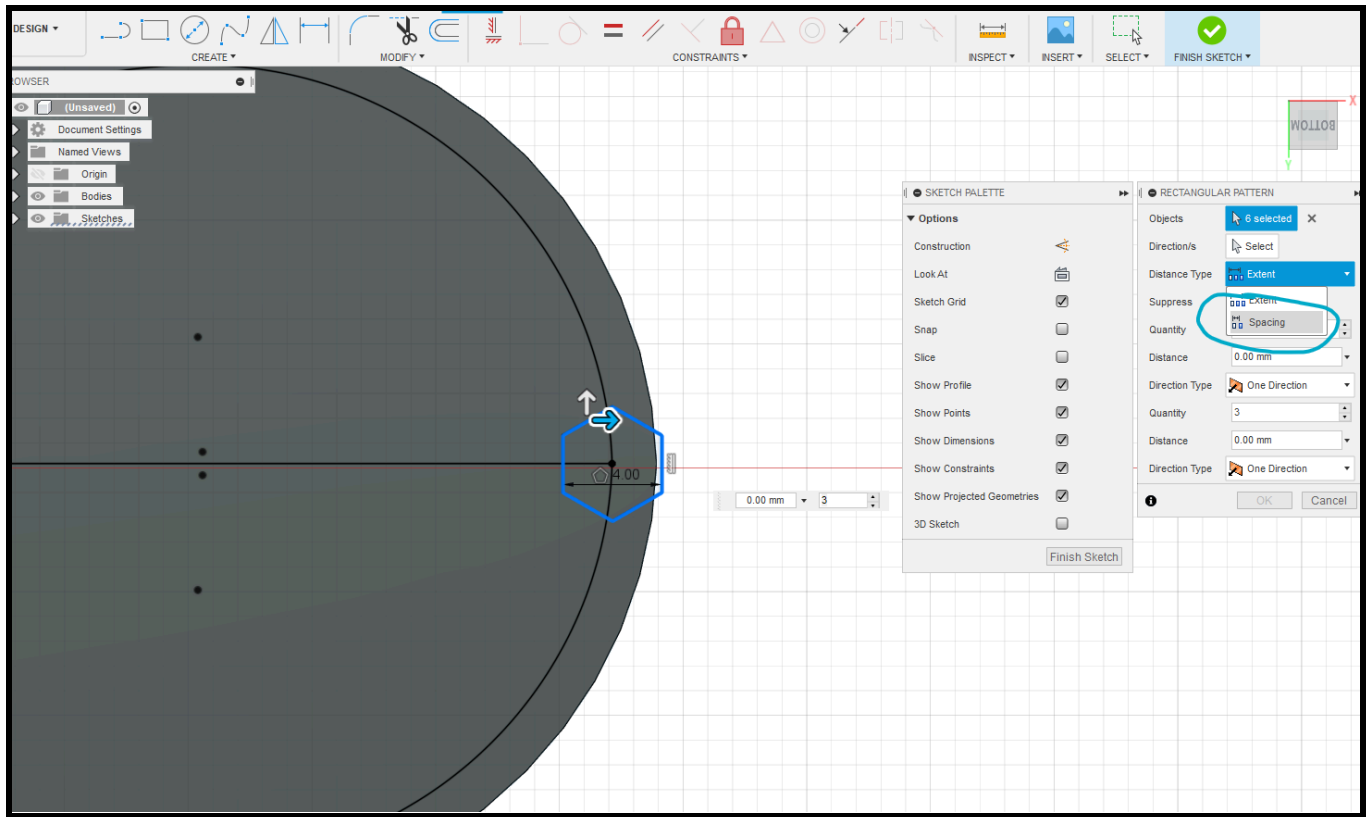 DESIGN
CREATE
MODIFY
CONSTRAINTS
INSPECT
INSERT
SELECT
FINISH SKETCH
OWSER
(Unsaved)
Document Settings
Named Views
Origin
Bodies
Sketches
X
BOTTOM
Y
4.00
0.00 mm 3
SKETCH PALETTE
Options
Construction
Look At
Sketch Grid
Snap
Slice
Show Profile
Show Points
Show Dimensions
Show Constraints
Show Projected Geometries
3D Sketch
Finish Sketch
RECTANGULAR PATTERN
Objects 6 selected
Direction/s Select
Distance Type Extent
Suppress Extent
Spacing
Quantity
Distance 0.00 mm
Direction Type One Direction
Quantity 3
Distance 0.00 mm
Direction Type One Direction
OK Cancel